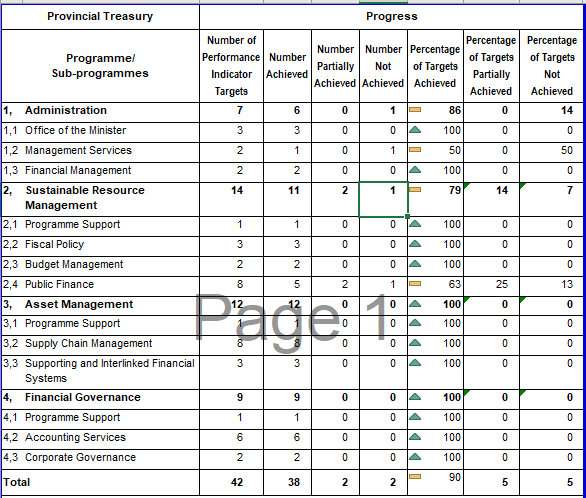 Provincial Treasury Progress
Programme/ Sub-programmes Number of Performance Indicator Targets Number Achieved Number Partially Achieved Number Not Achieved Percentage of Targets Achieved Percentage of Targets Partially Achieved Percentage of Targets Not Achieved
1, Administration 7 6 0 1 86 0 14
1,1 Office of the Minister 3 3 0 0 100 0 0
1,2 Management Services 2 1 0 1 50 0 50
1,3 Financial Management 2 2 0 0 100 0 0
2, Sustainable Resource Management 14 11 2 1 79 14 7
2,1 Programme Support 1 1 0 0 100 0 0
2,2 Fiscal Policy 3 3 0 0 100 0 0
2,3 Budget Management 2 2 0 0 100 0 0
2,4 Public Finance 8 5 2 1 63 25 13
3, Asset Management 12 12 0 0 100 0 0
3,1 Programme Support 1 1 0 0 100 0 0
3,2 Supply Chain Management 8 8 0 0 100 0 0
3,3 Supporting and Interlinked Financial Systems 3 3 0 0 100 0 0
4, Financial Governance 9 9 0 0 100 0 0
4,1 Programme Support 1 1 0 0 100 0 0
4,2 Accounting Services 6 6 0 0 100 0 0
4,3 Corporate Governance 2 2 0 0 100 0 0
Total 42 38 2 2 90 5 5
Page 1